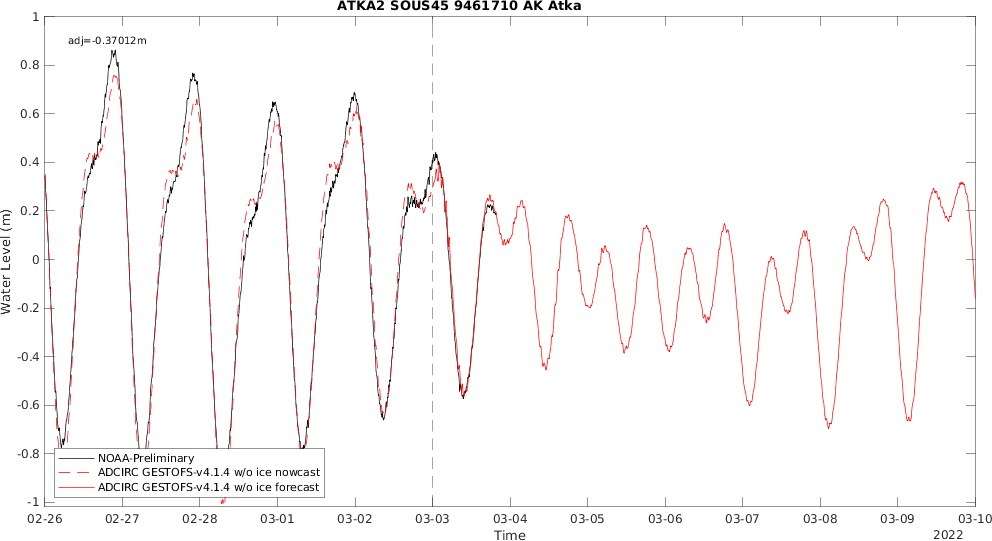 ATKA2 SOUS45 9461710 AK Atka
adj=-0.37012m
1
0.8
0.6
0.4
0.2
0
-0.2
-0.4
-0.6
-0.8
-1
Water Level (m)
NOAA-Preliminary
ADCIRC GESTOFS-v4.1.4 w/o ice nowcast
ADCIRC GESTOFS-v4.1.4 w/o ice forecast
02-26 02-27 02-28 03-01 03-02 03-03 03-04 03-05 03-06 03-07 03-08 03-09 03-10
Time
2022